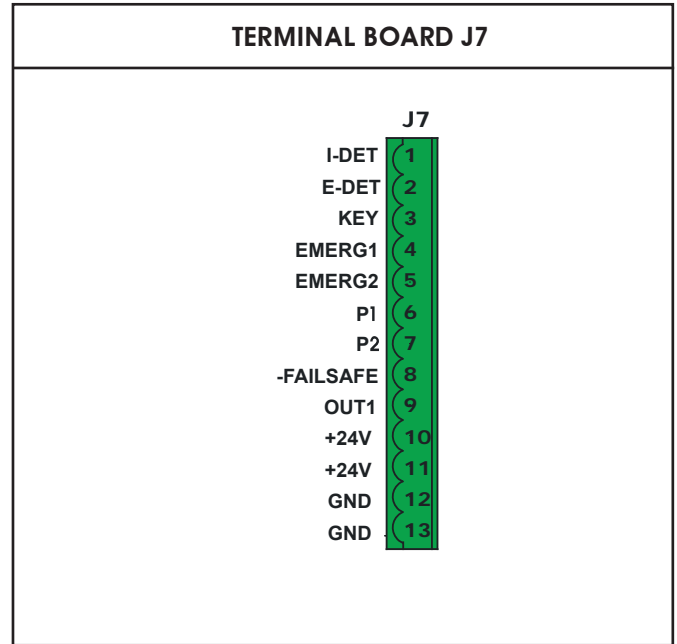 TERMINAL BOARD J7
J7
I-DET 1
E-DET 2
KEY 3
EMERG1 4
EMERG2 5
P1 6
P2 7
-FAILSAFE 8
OUT1 9
+24V 10
+24V 11
GND 12
GND 13